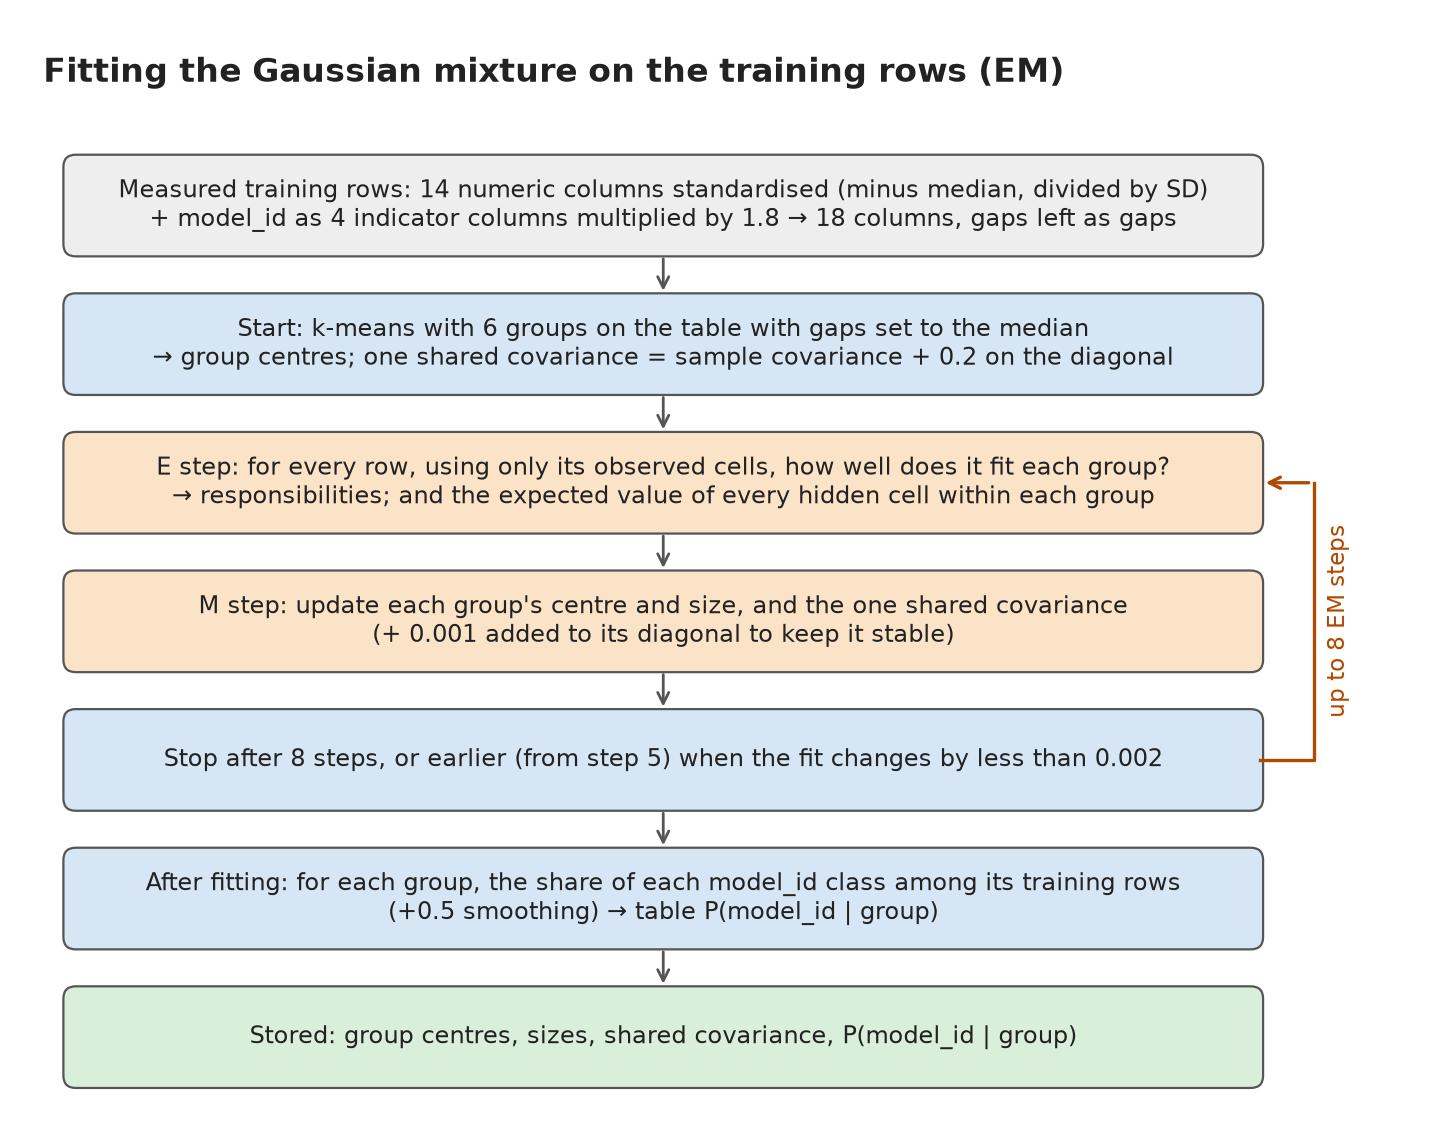 Fitting the Gaussian mixture on the training rows (EM)
Measured training rows: 14 numeric columns standardised (minus median, divided by SD)
+ model_id as 4 indicator columns multiplied by 1.8 → 18 columns, gaps left as gaps
Start: k-means with 6 groups on the table with gaps set to the median
→ group centres; one shared covariance = sample covariance + 0.2 on the diagonal
E step: for every row, using only its observed cells, how well does it fit each group?
→ responsibilities; and the expected value of every hidden cell within each group
M step: update each group's centre and size, and the one shared covariance
(+ 0.001 added to its diagonal to keep it stable)
up to 8 EM steps
Stop after 8 steps, or earlier (from step 5) when the fit changes by less than 0.002
After fitting: for each group, the share of each model_id class among its training rows
(+0.5 smoothing) → table P(model_id | group)
Stored: group centres, sizes, shared covariance, P(model_id | group)